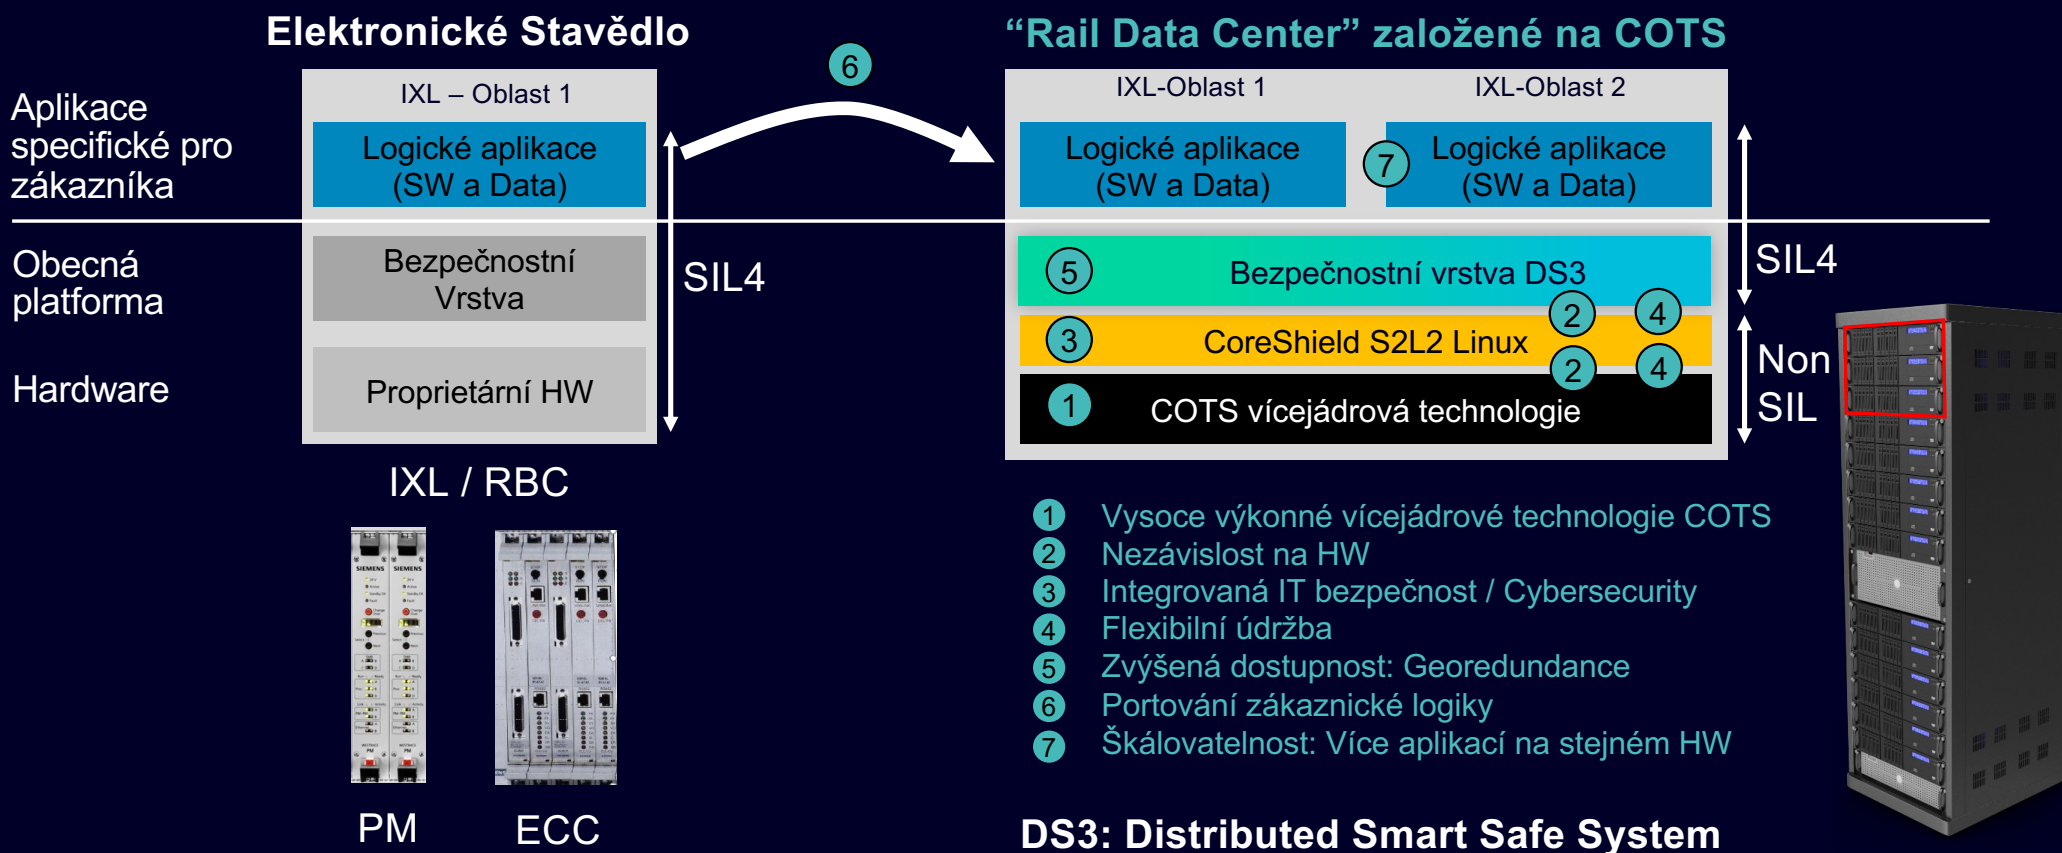 Elektronické Stavědlo
“Rail Data Center” založené na COTS
6
Aplikace
specifické pro
zákazníka
IXL – Oblast 1
Logické aplikace
(SW a Data)
IXL-Oblast 1
IXL-Oblast 2
Logické aplikace
(SW a Data)
7
Logické aplikace
(SW a Data)
Obecná
platforma
Bezpečnostní
Vrstva
SIL4
5
Bezpečnostní vrstva DS3
SIL4
2
4
3
CoreShield S2L2 Linux
2
4
Non
SIL
Hardware
Proprietární HW
1
COTS vícejádrová technologie
IXL / RBC
SIEMENS
SIEMENS
PM
ECC
1 Vysoce výkonné vícejádrové technologie COTS
2 Nezávislost na HW
3 Integrovaná IT bezpečnost / Cybersecurity
4 Flexibilní údržba
5 Zvýšená dostupnost: Georedundance
6 Portování zákaznické logiky
7 Škálovatelnost: Více aplikací na stejném HW
DS3: Distributed Smart Safe System